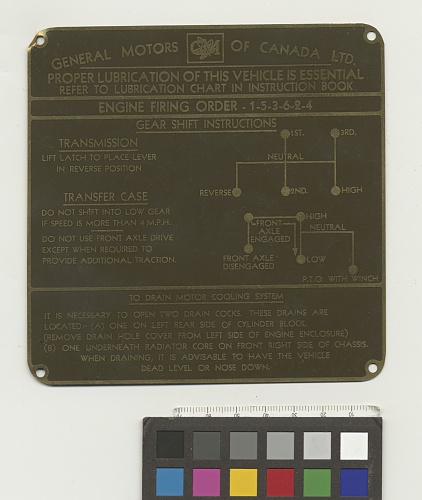 GENERAL MOTORS GM OF CANADA LTD.
PROPER LUBRICATION OF THIS VEHICLE IS ESSENTIAL
REFER TO LUBRICATION CHART IN INSTRUCTION BOOK
ENGINE FIRING ORDER - 1-5-3-6-2-4
GEAR SHIFT INSTRUCTIONS
TRANSMISSION
LIFT LATCH TO PLACE LEVER
IN REVERSE POSITION
1ST. 3RD.
NEUTRAL
REVERSE 2ND. HIGH
TRANSFER CASE
DO NOT SHIFT INTO LOW GEAR
IF SPEED IS MORE THAN 4 M.P.H.
DO NOT USE FRONT AXLE DRIVE
EXCEPT WHEN REQUIRED TO
PROVIDE ADDITIONAL TRACTION.
HIGH
FRONT NEUTRAL
AXLE
ENGAGED
FRONT AXLE-
DISENGAGED
LOW
P.T.O. WITH WINCH
TO DRAIN MOTOR COOLING SYSTEM
IT IS NECESSARY TO OPEN TWO DRAIN COCKS. THESE DRAINS ARE
LOCATED:- (A) ONE ON LEFT REAR SIDE OF CYLINDER BLOCK.
(REMOVE DRAIN HOLE COVER FROM LEFT SIDE OF ENGINE ENCLOSURE)
(B) ONE UNDERNEATH RADIATOR CORE ON FRONT RIGHT SIDE OF CHASSIS.
WHEN DRAINING, IT IS ADVISABLE TO HAVE THE VEHICLE
DEAD LEVEL OR NOSE DOWN.